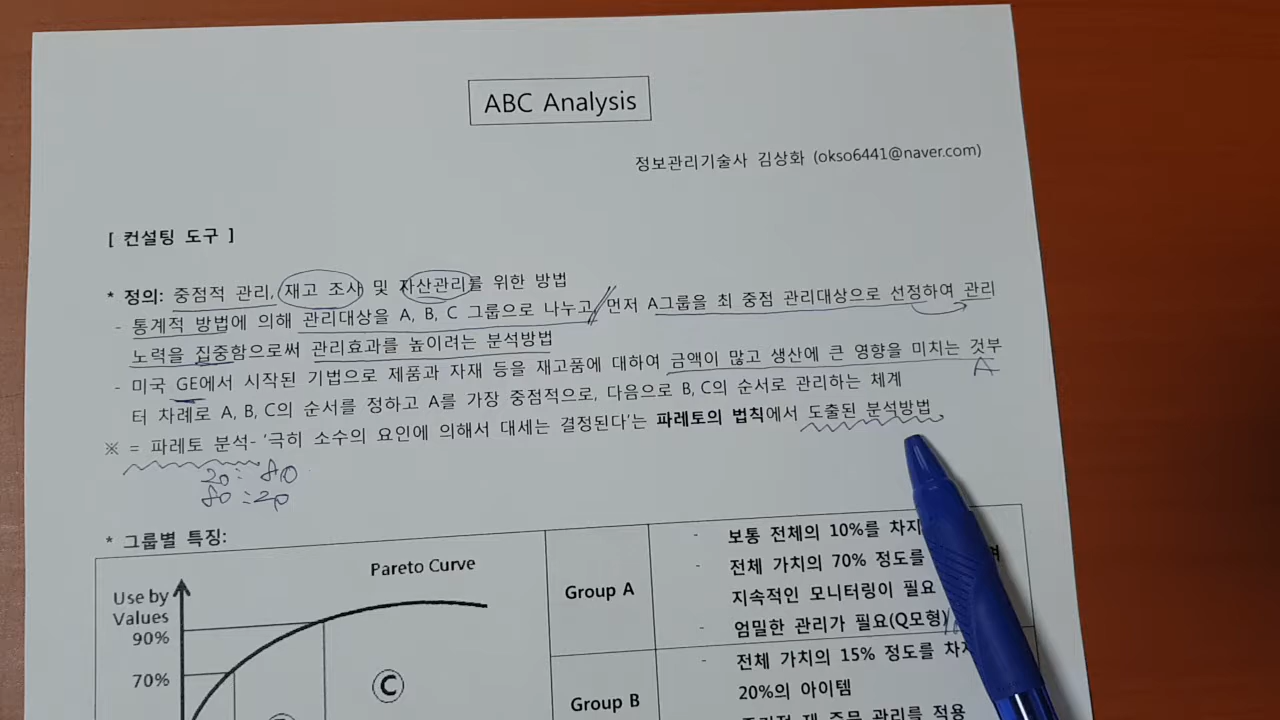 ABC Analysis
정보관리기술사 김상화 (okso6441@naver.com)
[ 컨설팅 도구 ]
* 정의: 중점적 관리, 재고 조사 및 자산관리를 위한 방법
- 통계적 방법에 의해 관리대상을 A, B, C 그룹으로 나누고, 먼저 A그룹을 최 중점 관리대상으로 선정하여 관리
노력을 집중함으로써 관리효과를 높이려는 분석방법
- 미국 GE에서 시작된 기법으로 제품과 자재 등을 재고품에 대하여 금액이 많고 생산에 큰 영향을 미치는 것부
A
터 차례로 A, B, C의 순서를 정하고 A를 가장 중점적으로, 다음으로 B, C의 순서로 관리하는 체계
※ = 파레토 분석- '극히 소수의 요인에 의해서 대세는 결정된다'는 파레토의 법칙에서 도출된 분석방법
20 : 80
80 : 20
* 그룹별 특징:
Pareto Curve
Use by
Values
90%
70%
C
Group A
- 보통 전체의 10%를
- 전체 가치의 70% 정도를
지속적인 모니터링이 필요
- 엄밀한 관리가 필요(Q모형)
Group B
- 전체 가치의 15% 정도를
20%의 아이템
관리를 적용